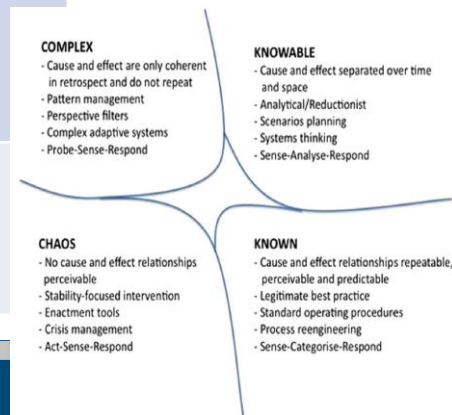 COMPLEX
- Cause and effect are only coherent
in retrospect and do not repeat
- Pattern management
- Perspective filters
- Complex adaptive systems
- Probe-Sense-Respond
KNOWABLE
- Cause and effect separated over time
and space
- Analytical/Reductionist
- Scenarios planning
- Systems thinking
- Sense-Analyse-Respond
CHAOS
- No cause and effect relationships
perceivable
- Stability-focused intervention
- Enactment tools
- Crisis management
- Act-Sense-Respond
KNOWN
- Cause and effect relationships repeatable,
perceivable and predictable
- Legitimate best practice
- Standard operating procedures
- Process reengineering
- Sense-Categorise-Respond